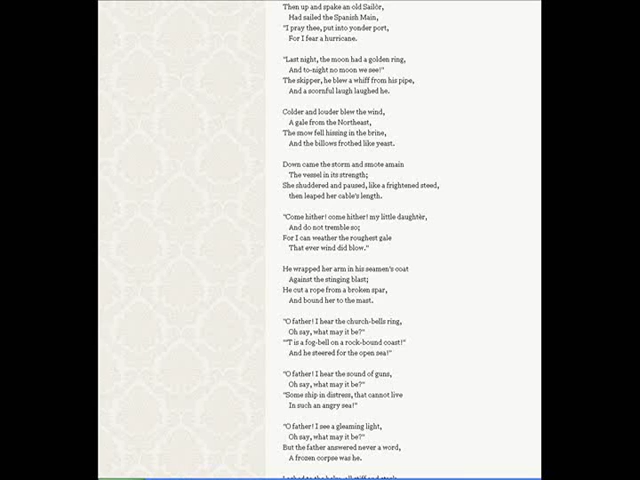 Then up and spake an old Sailòr,
Had sailed the Spanish Main,
"I pray thee, put into yonder port,
For I fear a hurricane.
"Last night, the moon had a golden ring,
And to-night no moon we see!"
The skipper, he blew a whiff from his pipe,
And a scornful laugh laughed he.
Colder and louder blew the wind,
A gale from the Northeast,
The snow fell hissing in the brine,
And the billows frothed like yeast.
Down came the storm and smote amain
The vessel in its strength;
She shuddered and paused, like a frightened steed,
then leaped her cable's length.
"Come hither! come hither! my little daughtèr,
And do not tremble so;
For I can weather the roughest gale
That ever wind did blow."
He wrapped her arm in his seamen's coat
Against the stinging blast;
He cut a rope from a broken spar,
And bound her to the mast.
"O father! I hear the church-bells ring,
Oh say, what may it be?"
"'T is a fog-bell on a rock-bound coast!"
And he steered for the open sea!"
"O father! I hear the sound of guns,
Oh say, what may it be?"
"Some ship in distress, that cannot live
In such an angry sea!"
"O father! I see a gleaming light,
Oh say, what may it be?"
But the father answered never a word,
A frozen corpse was he.